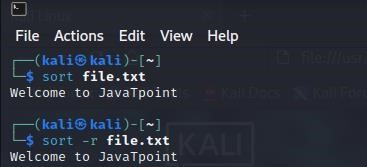 File Actions Edit View Help
(kali㉿kali)-[~]
$ sort file.txt
Welcome to JavaTpoint
(kali㉿kali)-[~]
$ sort -r file.txt
Welcome to JavaTpoint
KALI